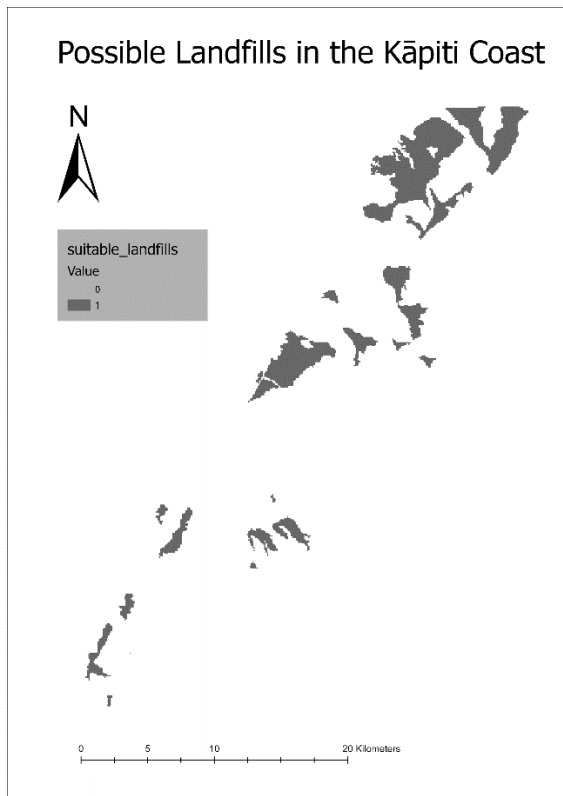 Possible Landfills in the Kāpiti Coast
N
suitable_landfills
Value
0
1
0 5 10 20 Kilometers